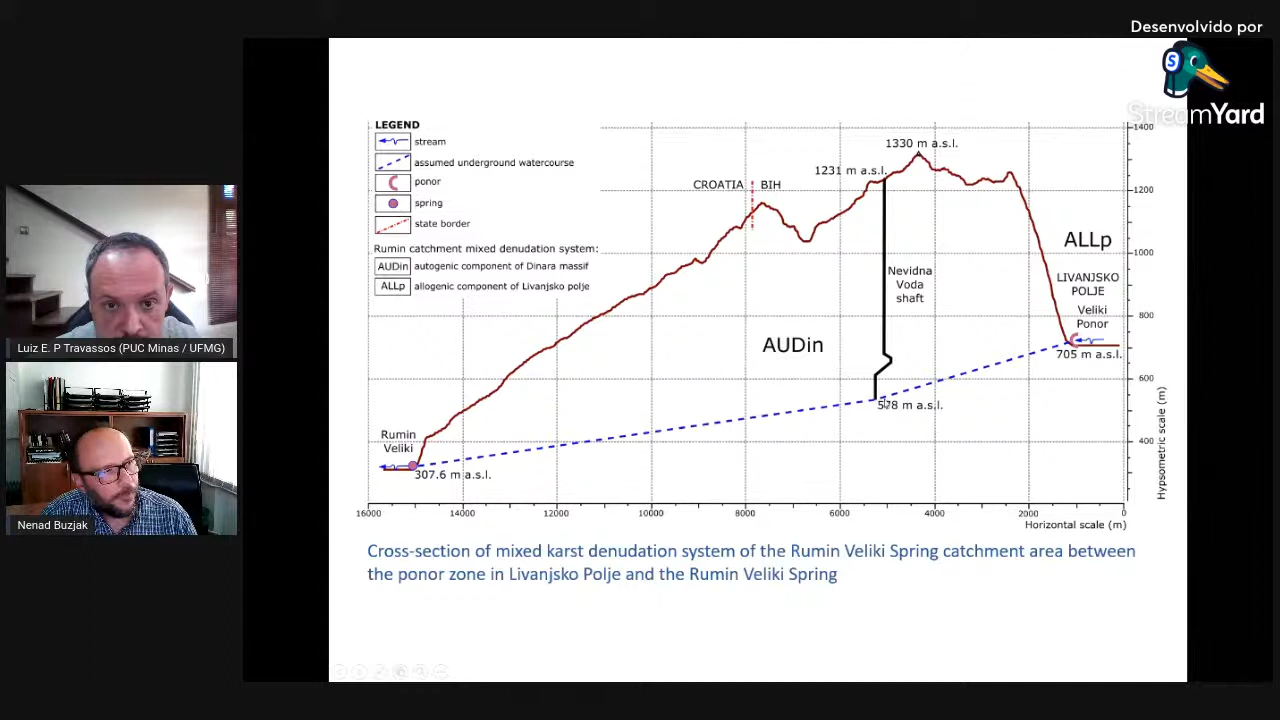 Desenvolvido por
StreamYard
LEGEND
stream
assumed underground watercourse
ponor
spring
state border
Rumin catchment mixed denudation system:
AUDin autogenic component of Dinara massif
ALLp allogenic component of Livanjsko polje
CROATIA BIH
1231 m a.s.l.
1330 m a.s.l.
Nevidna
Voda
shaft
AUDin
ALLp
LIVANJSKO
POLJE
Veliki
Ponor
705 m a.s.l.
m a.s.l.
Rumin
Veliki
307.6 m a.s.l.
1400
1200
1000
800
600
400
Hypsometric scale (m)
16000 14000 12000 10000 8000 6000 4000 2000 0
Horizontal scale (m)
Cross-section of mixed karst denudation system of the Rumin Veliki Spring catchment area between
the ponor zone in Livanjsko Polje and the Rumin Veliki Spring
Luiz E. P Travassos (PUC Minas / UFMG)
Nenad Buzjak